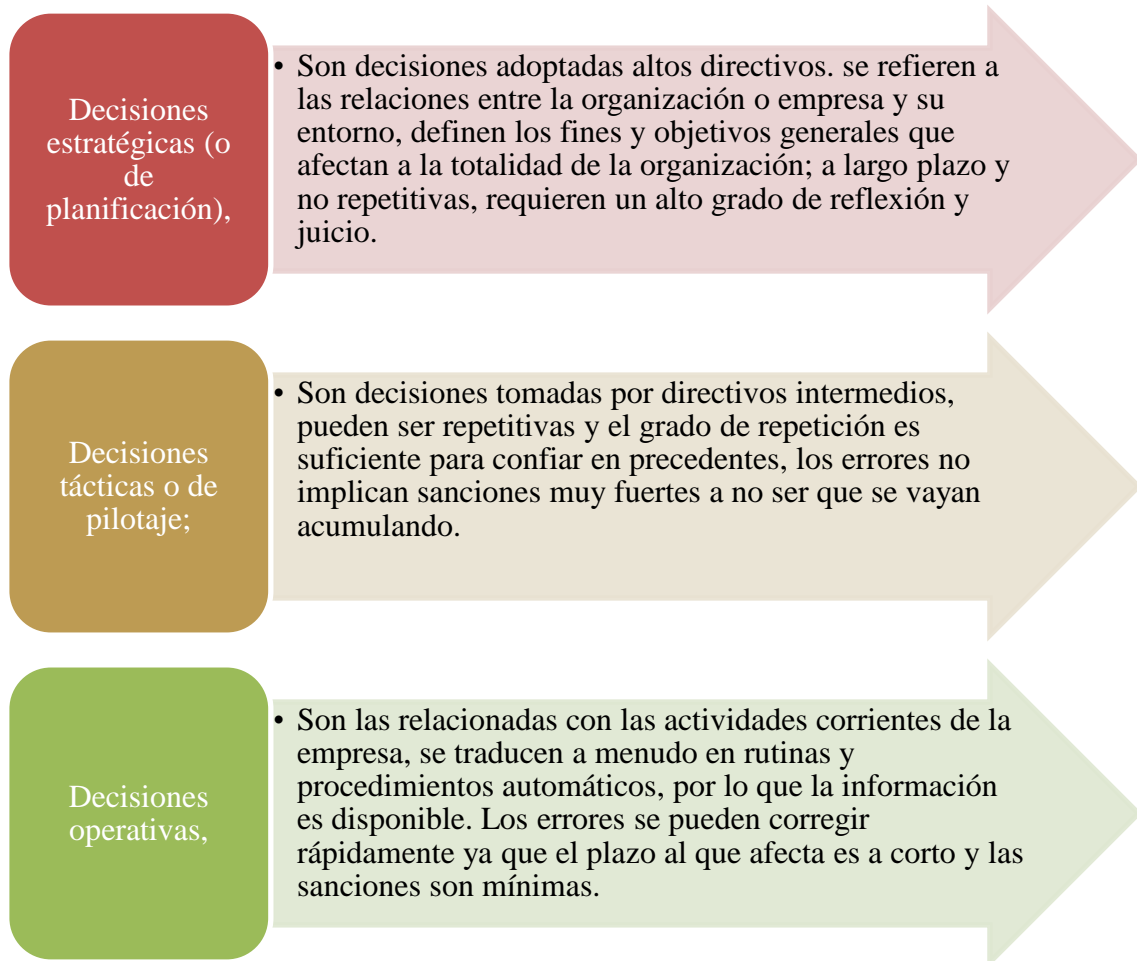 Decisiones
estratégicas (o
de
planificación),
• Son decisiones adoptadas altos directivos. se refieren a
las relaciones entre la organización o empresa y su
entorno, definen los fines y objetivos generales que
afectan a la totalidad de la organización; a largo plazo y
no repetitivas, requieren un alto grado de reflexión y
juicio.
Decisiones
tácticas o de
pilotaje;
• Son decisiones tomadas por directivos intermedios,
pueden ser repetitivas y el grado de repetición es
suficiente para confiar en precedentes, los errores no
implican sanciones muy fuertes a no ser que se vayan
acumulando.
Decisiones
operativas,
• Son las relacionadas con las actividades corrientes de la
empresa, se traducen a menudo en rutinas y
procedimientos automáticos, por lo que la información
es disponible. Los errores se pueden corregir
rápidamente ya que el plazo al que afecta es a corto y las
sanciones son mínimas.